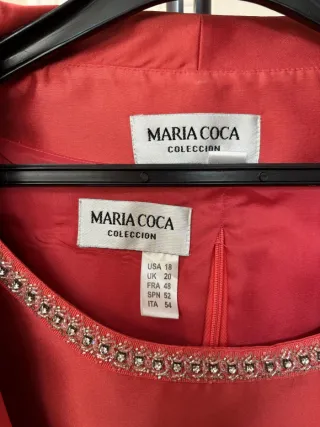 MARIA COCA
COLECCION
MARIA COCA
COLECCION
USA 18
UK 20
FRA 48
SPN 52
ITA 54